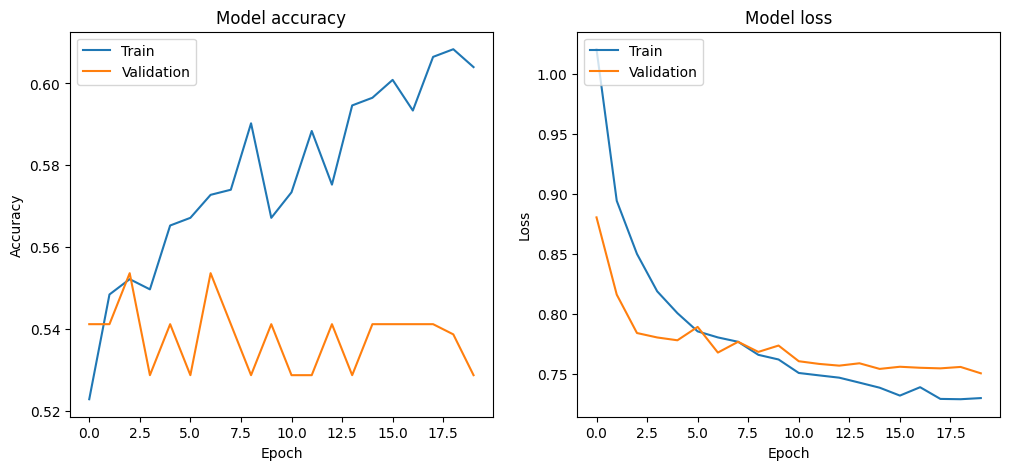 Model accuracy
Train
Validation
0.60
0.58
0.56
0.54
0.52
Accuracy
0.0 2.5 5.0 7.5 10.0 12.5 15.0 17.5
Epoch
Model loss
Train
Validation
1.00
0.95
0.90
0.85
0.80
0.75
Loss
0.0 2.5 5.0 7.5 10.0 12.5 15.0 17.5
Epoch